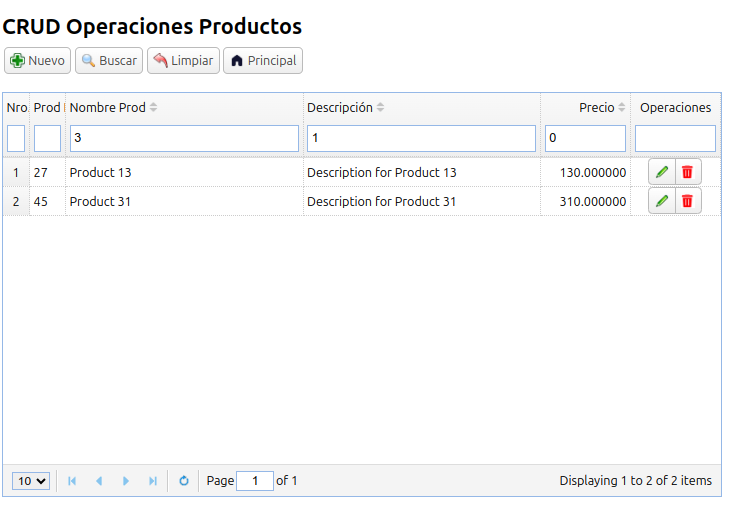 CRUD Operaciones Productos
Nuevo Buscar Limpiar Principal
Nro. Prod Nombre Prod Descripción Precio Operaciones
3 1 0
1 27 Product 13 Description for Product 13 130.000000
2 45 Product 31 Description for Product 31 310.000000
10 Page 1 of 1 Displaying 1 to 2 of 2 items